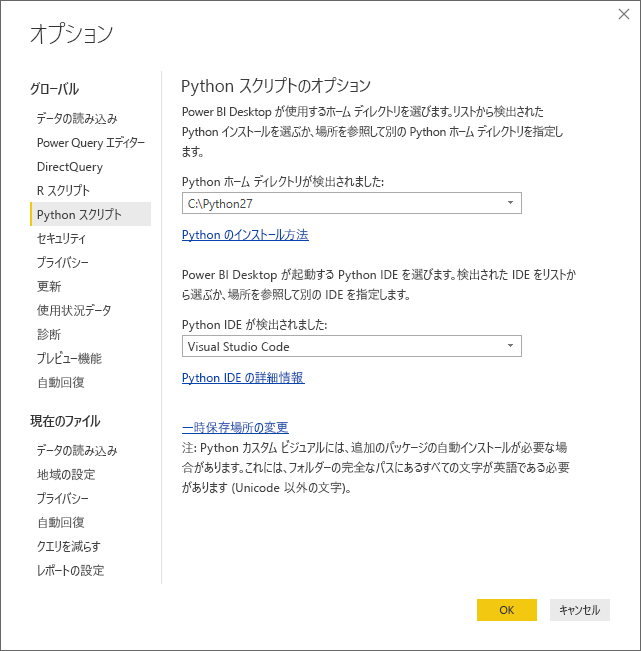 オプション
グローバル
データの読み込み
Power Query エディター
DirectQuery
R スクリプト
Python スクリプト
セキュリティ
プライバシー
更新
使用状況データ
診断
プレビュー機能
自動回復
現在のファイル
データの読み込み
地域の設定
プライバシー
自動回復
クエリを減らす
レポートの設定
Python スクリプトのオプション
Power BI Desktop が使用するホーム ディレクトリを選びます。リストから検出された
Python インストールを選ぶか、場所を参照して別の Python ホーム ディレクトリを指定し
ます。
Python ホーム ディレクトリが検出されました:
C:\Python27
Python のインストール方法
Power BI Desktop が起動する Python IDE を選びます。検出された IDE をリストか
ら選ぶか、場所を参照して別の IDE を指定します。
Python IDE が検出されました:
Visual Studio Code
Python IDE の詳細情報
一時保存場所の変更
注: Python カスタム ビジュアルには、追加のパッケージの自動インストールが必要な場
合があります。これには、フォルダーの完全なパスにあるすべての文字が英語である必要
があります (Unicode 以外の文字)。
OK
キャンセル